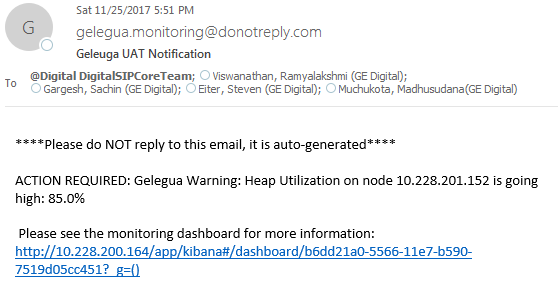 G
Sat 11/25/2017 5:51 PM
gelegua.monitoring@donotreply.com
Geleuga UAT Notification
To @Digital DigitalSIPCoreTeam; Viswanathan, Ramyalakshmi (GE Digital);
Gargesh, Sachin (GE Digital); Eiter, Steven (GE Digital); Muchukota, Madhusudana(GE Digital)
****Please do NOT reply to this email, it is auto-generated****
ACTION REQUIRED: Gelegua Warning: Heap Utilization on node 10.228.201.152 is going
high: 85.0%
Please see the monitoring dashboard for more information:
http://10.228.200.164/app/kibana#/dashboard/b6dd21a0-5566-11e7-b590-
7519d05cc451?_g=()